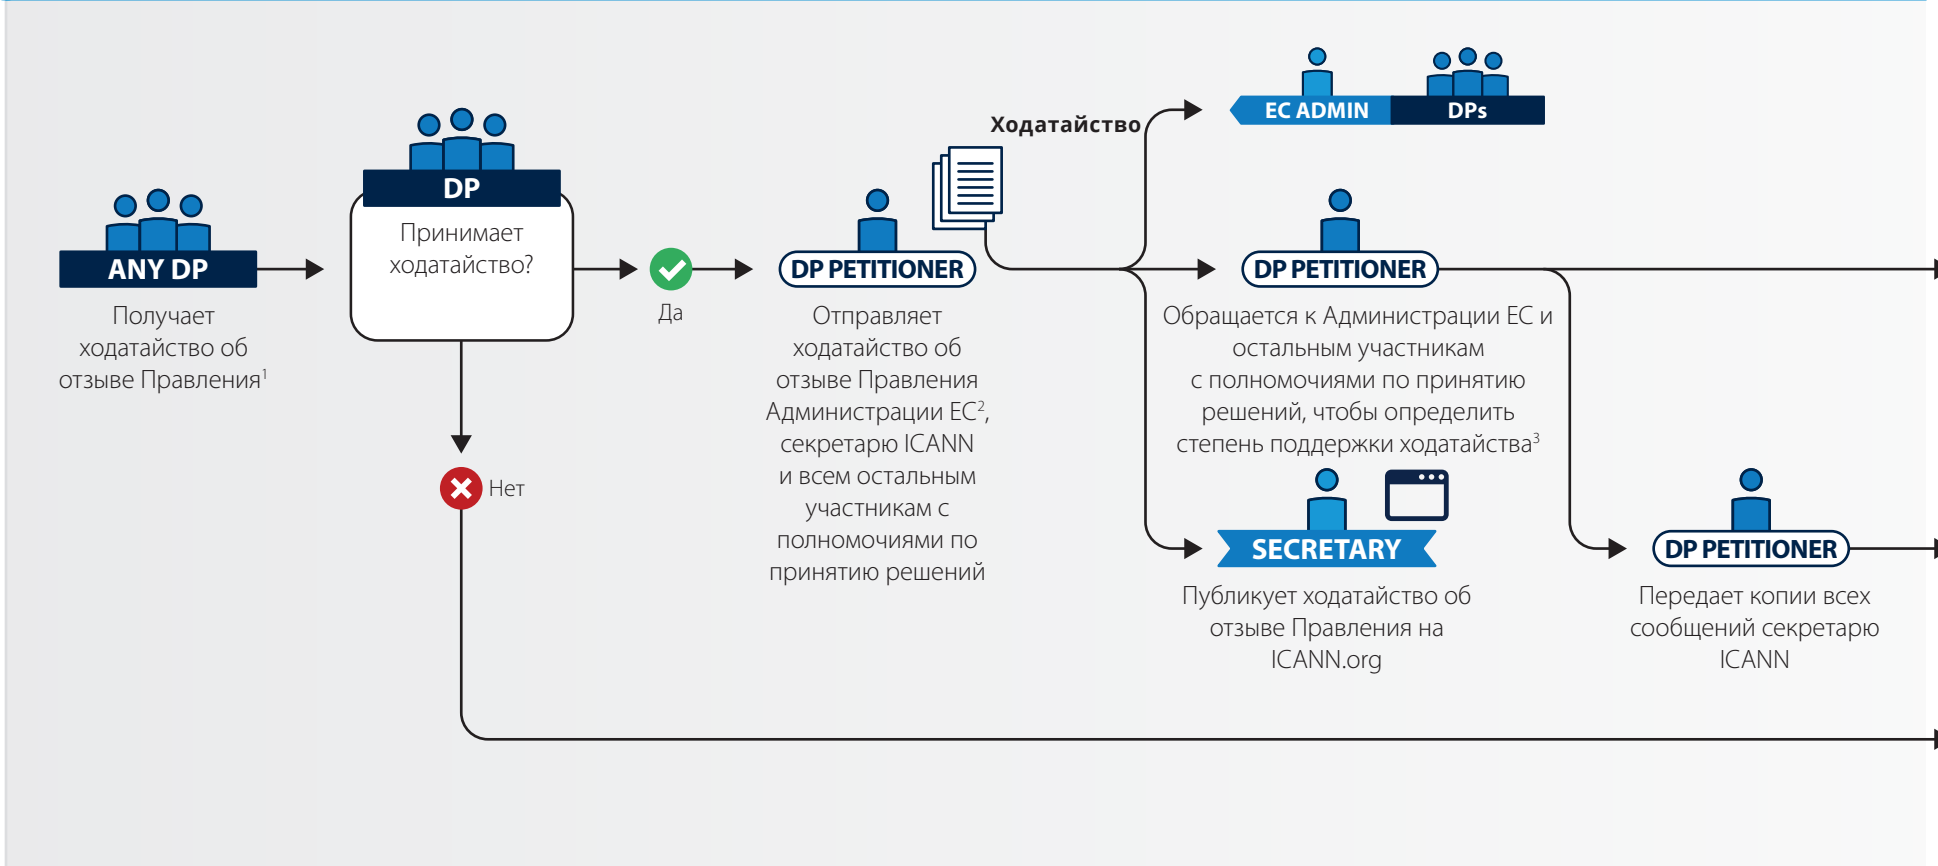 ANY DP
Получает
ходатайство об
отзыве Правления¹
DP
Принимает
ходатайство?
Да
Нет
DP PETITIONER
Отправляет
ходатайство об
отзыве Правления
Администрации ЕС²,
секретарю ICANN
и всем остальным
участникам с
полномочиями по
принятию решений
Ходатайство
EC ADMIN
DPs
DP PETITIONER
Обращается к Администрации ЕС и
остальным участникам
с полномочиями по принятию
решений, чтобы определить
степень поддержки ходатайства³
SECRETARY
Публикует ходатайство об
отзыве Правления на
ICANN.org
DP PETITIONER
Передает копии всех
сообщений секретарю
ICANN